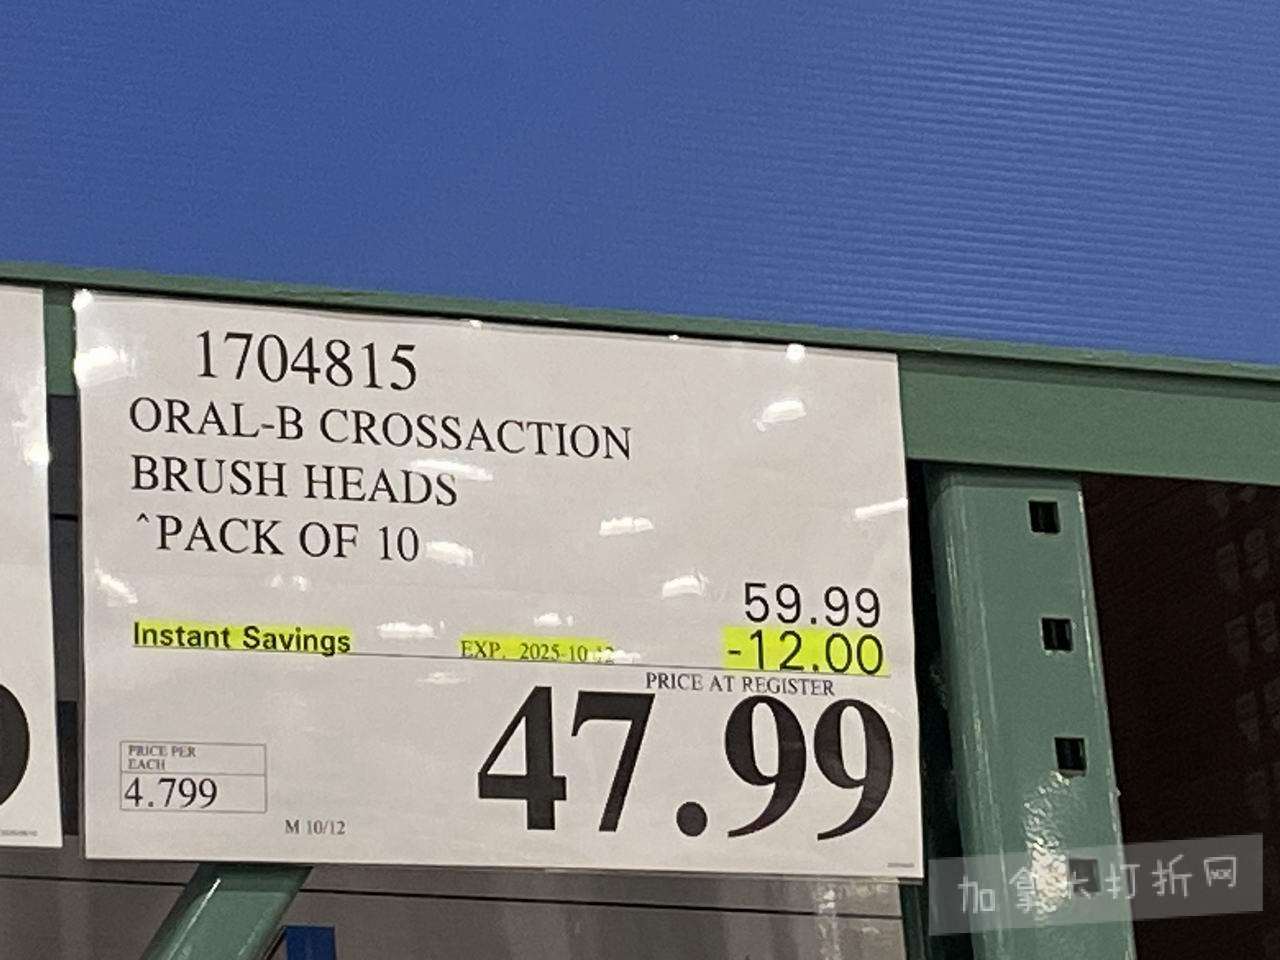 1704815
ORAL-B CROSSACTION
BRUSH HEADS
^PACK OF 10
59.99
Instant Savings EXP. 2025-10-12 -12.00
PRICE AT REGISTER
47.99
PRICE PER
EACH
4.799
M 10/12
加拿大打折网